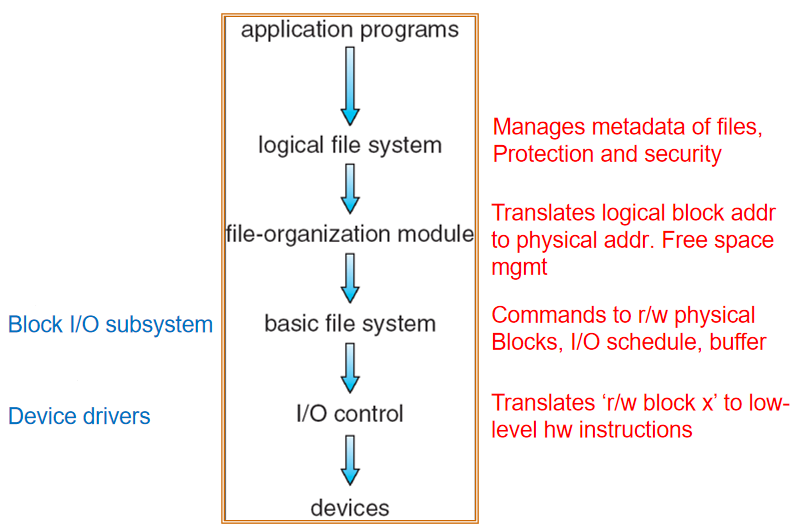 application programs
logical file system
Manages metadata of files,
Protection and security
file-organization module
Translates logical block addr
to physical addr. Free space
mgmt
Block I/O subsystem
basic file system
Commands to r/w physical
Blocks, I/O schedule, buffer
Device drivers
I/O control
Translates ‘r/w block x’ to low-
level hw instructions
devices